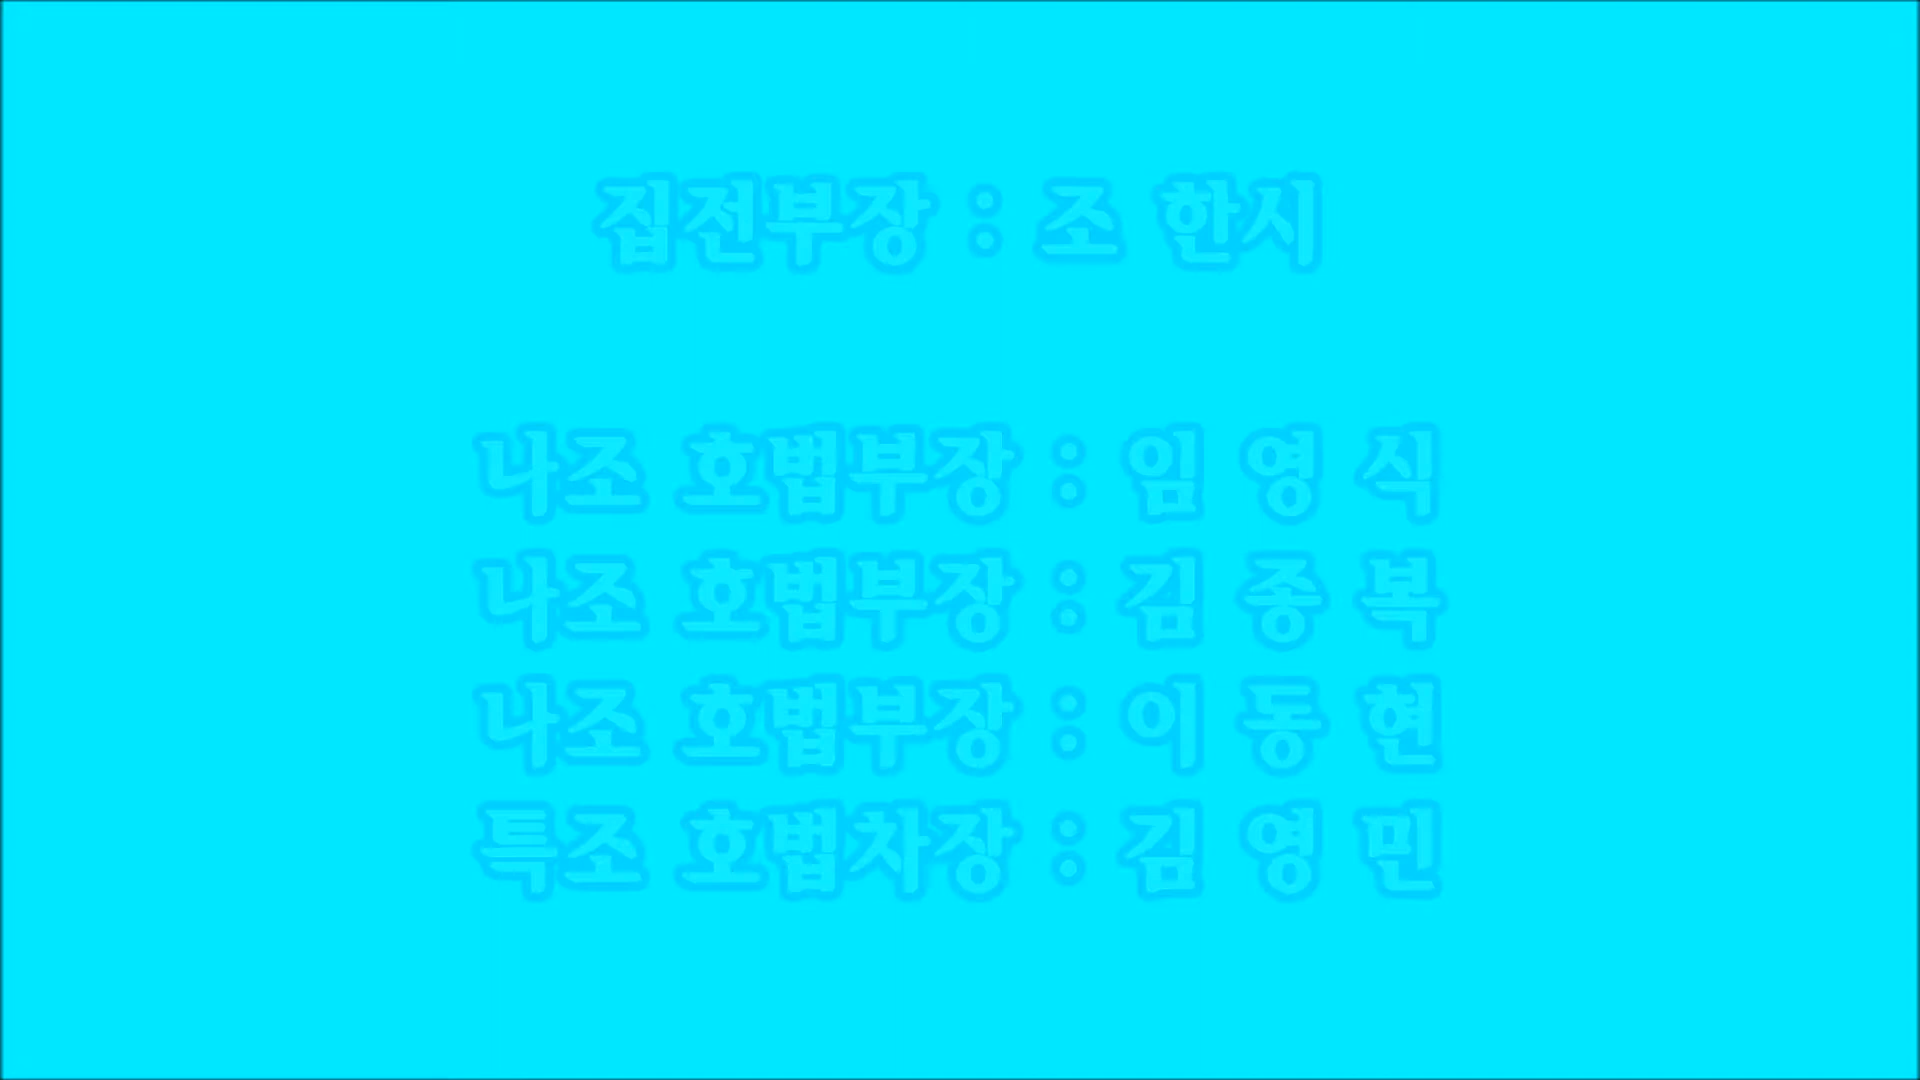 집전부장 : 조 한시
나조 호법부장 : 임 영 식
나조 호법부장 : 김 종 복
나조 호법부장 : 이 동 현
특조 호법차장 : 김 영 민